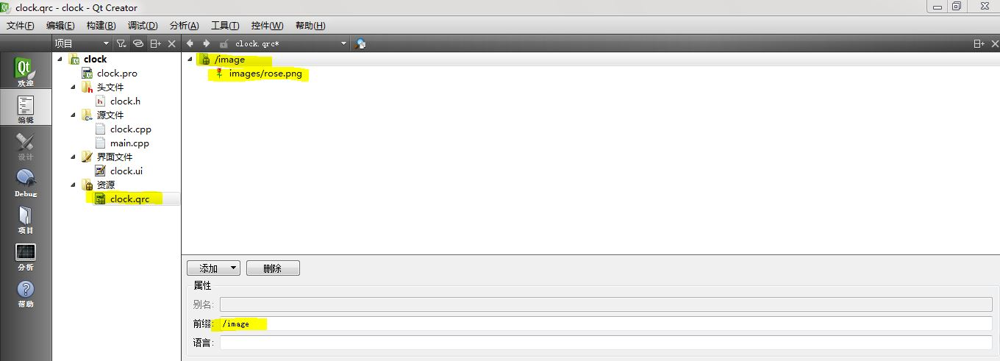 clock.qrc - clock - Qt Creator
文件(F) 编辑(E) 构建(B) 调试(D) 分析(A) 工具(T) 控件(W) 帮助(H)
项目 clock.qrc*
Qt
欢迎
编辑
设计
Debug
项目
分析
帮助
clock
clock.pro
头文件
clock.h
源文件
clock.cpp
main.cpp
界面文件
clock.ui
资源
clock.qrc
/image
images/rose.png
添加 删除
属性
别名:
前缀: /image
语言: